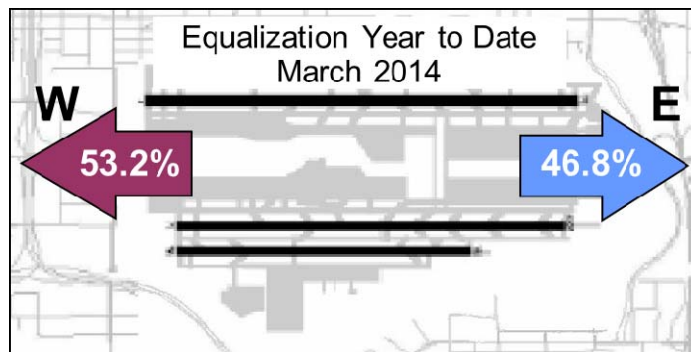 Equalization Year to Date
March 2014
W
E
53.2%
46.8%